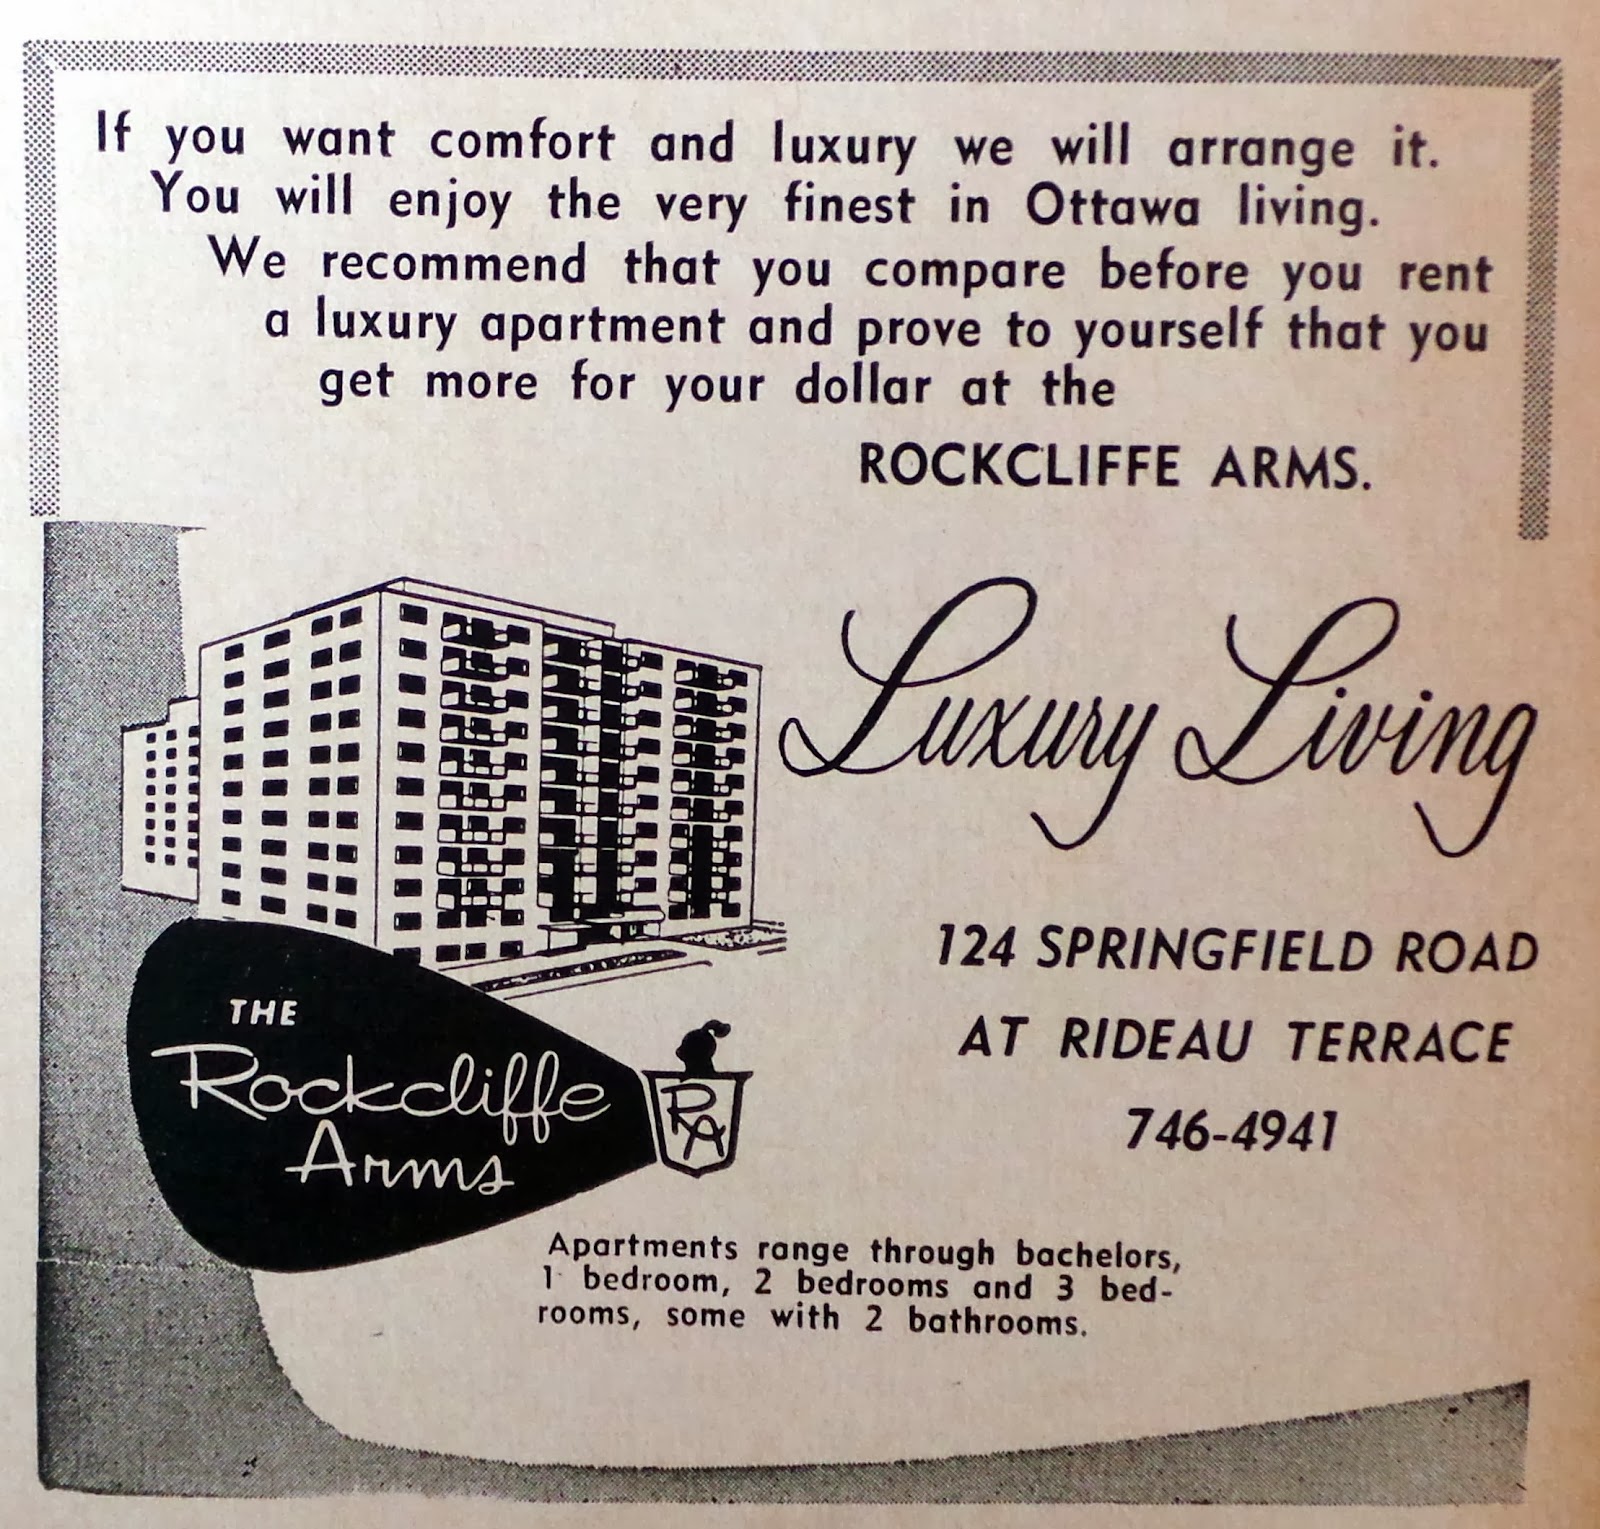 If you want comfort and luxury we will arrange it.
You will enjoy the very finest in Ottawa living.
We recommend that you compare before you rent
a luxury apartment and prove to yourself that you
get more for your dollar at the
ROCKCLIFFE ARMS.
Luxury Living
124 SPRINGFIELD ROAD
AT RIDEAU TERRACE
746-4941
THE
Rockcliffe
Arms
RA
Apartments range through bachelors,
1 bedroom, 2 bedrooms and 3 bed-
rooms, some with 2 bathrooms.